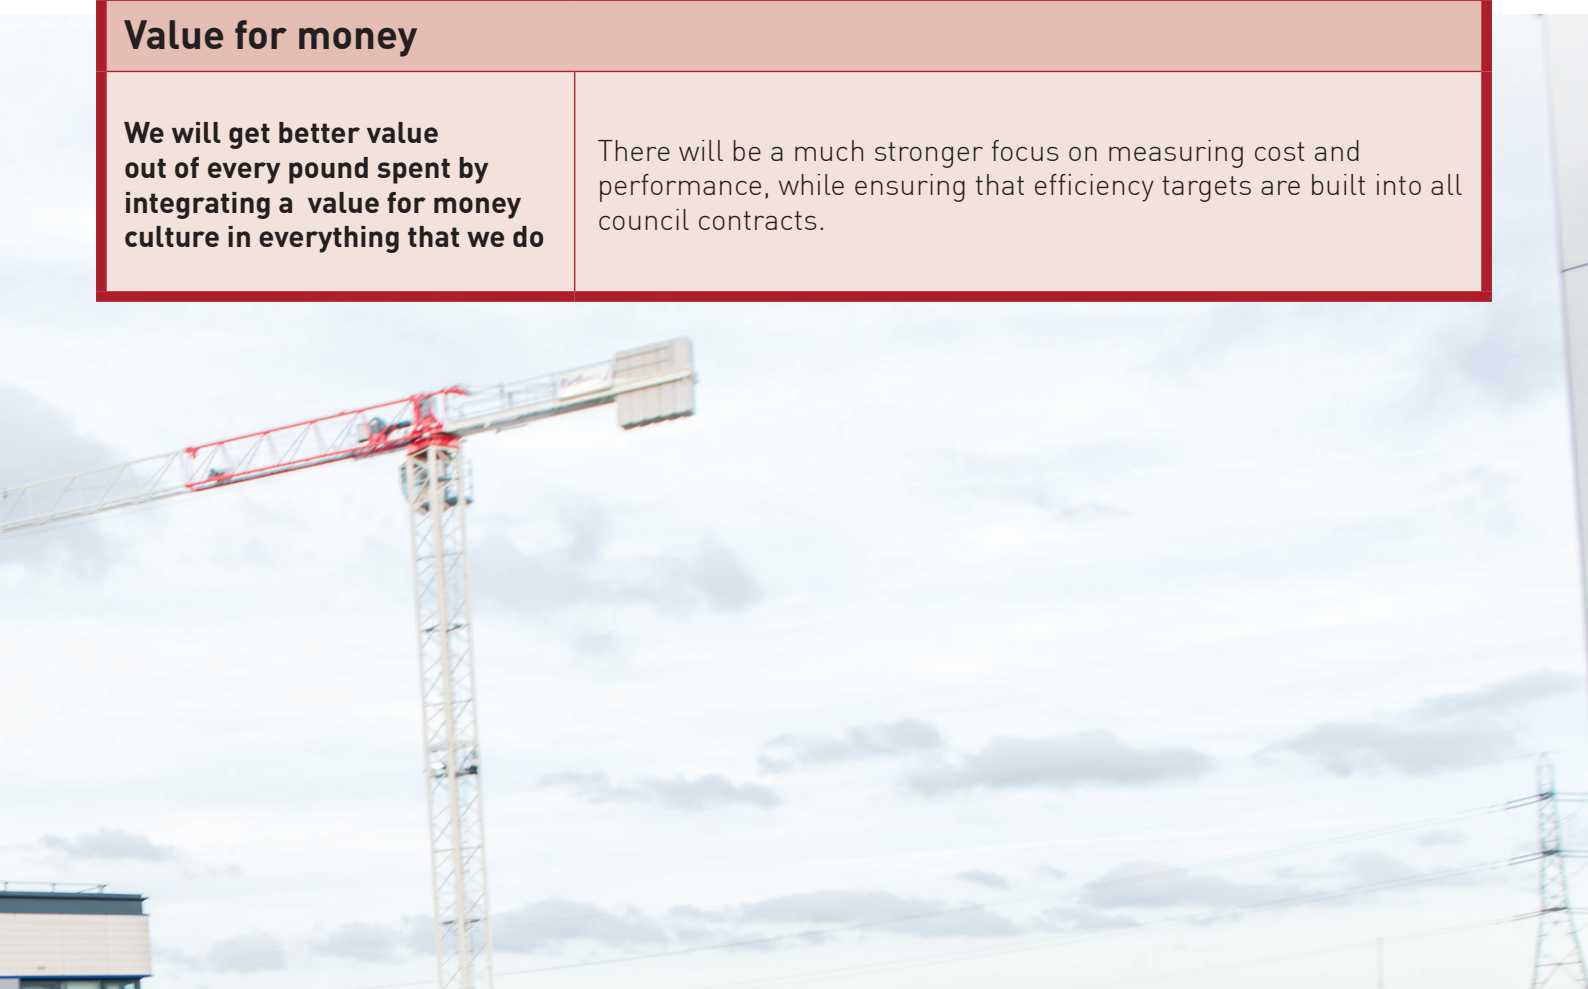 Value for money
We will get better value
out of every pound spent by
integrating a  value for money
culture in everything that we do
There will be a much stronger focus on measuring cost and
performance, while ensuring that efficiency targets are built into all
council contracts.